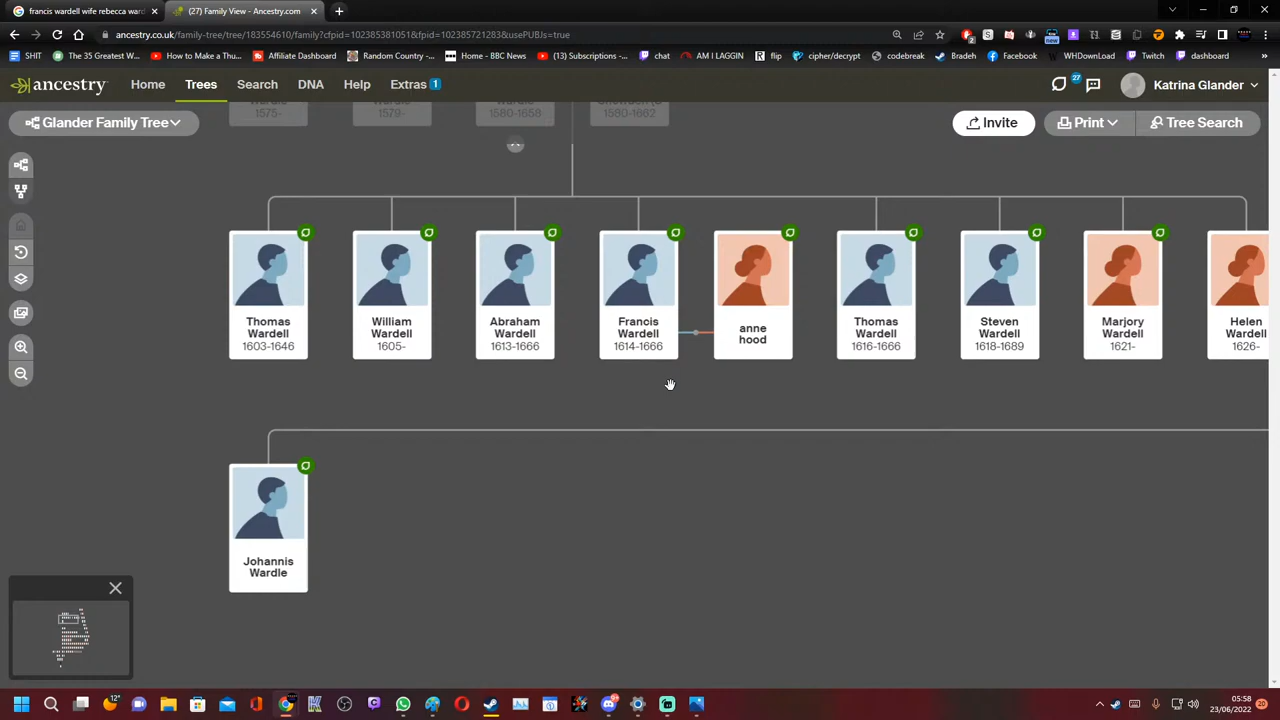 francis wardell wife rebecca ward
(27) Family View - Ancestry.com
ancestry.co.uk/family-tree/tree/183554610/family?cfpid=102385381051&fpid=102385721283&usePUBJs=true
SHIT
The 35 Greatest W...
How to Make a Thu...
Affiliate Dashboard
Random Country -...
Home - BBC News
(13) Subscriptions -...
chat
AM I LAGGIN
flip
cipher/decrypt
codebreak
Bradeh
Facebook
WHDownLoad
Twitch
dashboard
ancestry
Home
Trees
Search
DNA
Help
Extras 1
27
Katrina Glander
1575-
1579-
1580-1658
1580-1662
Glander Family Tree
Invite
Print
Tree Search
Thomas
Wardell
1603-1646
William
Wardell
1605-
Abraham
Wardell
1613-1666
Francis
Wardell
1614-1666
anne
hood
Thomas
Wardell
1616-1666
Steven
Wardell
1618-1689
Marjory
Wardell
1621-
Helen
Wardell
1626-
Johannis
Wardle
12°
05:58
23/06/2022